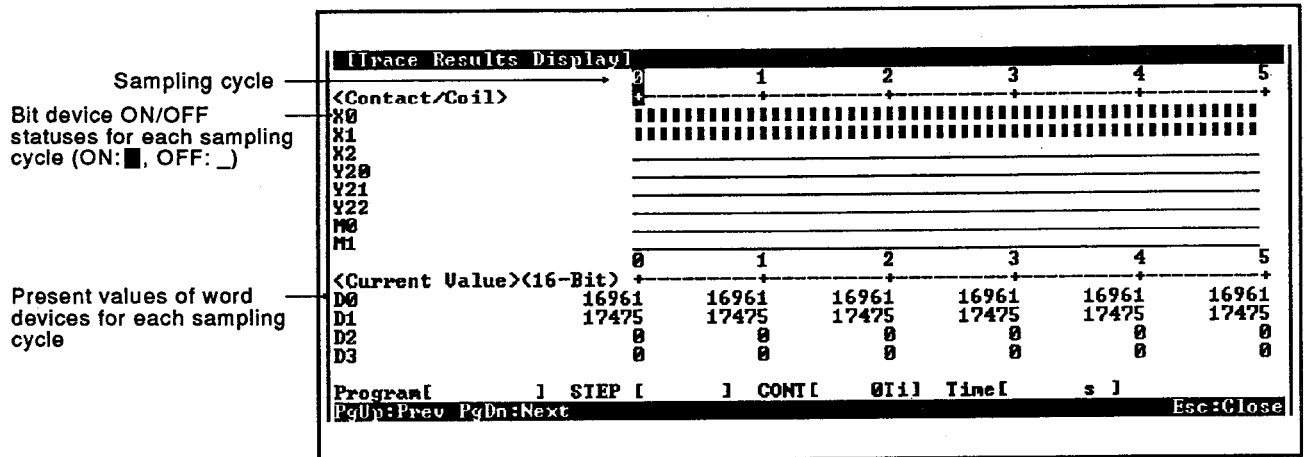 [Trace Results Display]
Sampling cycle
0 1 2 3 4 5
<Contact/Coil> +---------+---------+---------+---------+---------+
Bit device ON/OFF
statuses for each sampling
cycle (ON:■, OFF: _)
X0
X1
X2
Y20
Y21
Y22
M0
M1
0 1 2 3 4 5
<Current Value>(16-Bit) +---------+---------+---------+---------+---------+
Present values of word
devices for each sampling
cycle
D0 16961 16961 16961 16961 16961 16961
D1 17475 17475 17475 17475 17475 17475
D2 0 0 0 0 0 0
D3 0 0 0 0 0 0
Program[ ] STEP [ ] CONT[ 0Ti] Time[ s ]
PgUp:Prev PgDn:Next Esc:Close